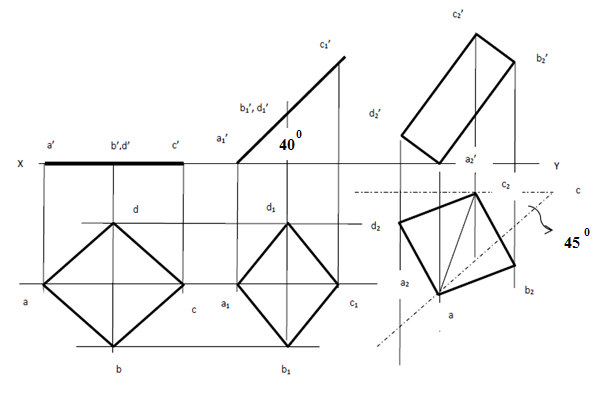 c₂’
c₁’
b₂’
b₁’, d₁’
d₂’
a’
b’,d’
c’
a₁’
40⁰
X
a₂’
Y
c₂
c
d
d₁
d₂
45⁰
a
c
a₁
c₁
a₂
b₂
a
b
b₁